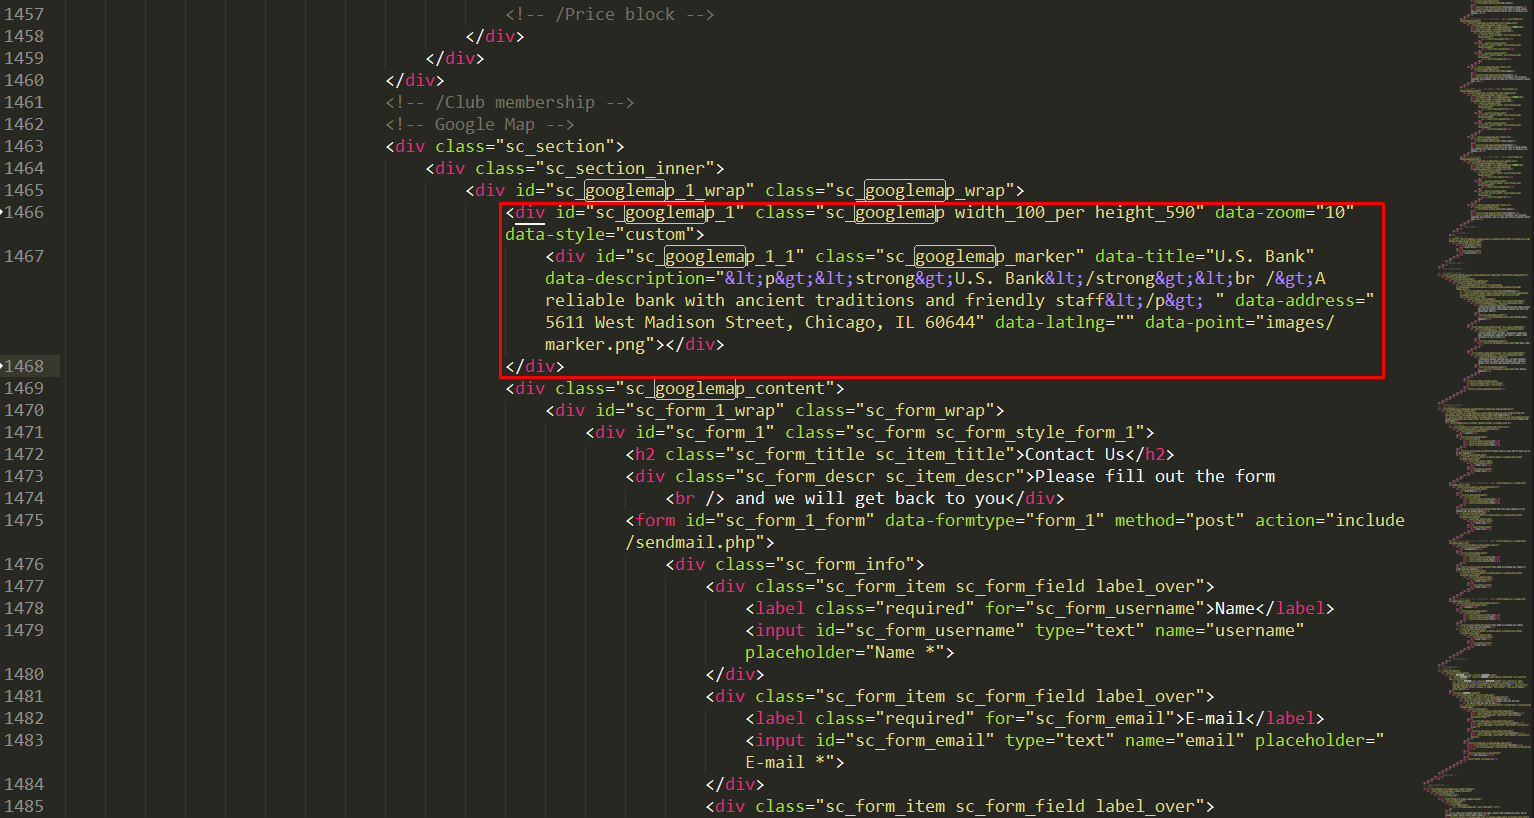 1457 <!-- /Price block -->
1458 </div>
1459 </div>
1460 </div>
1461 <!-- /Club membership -->
1462 <!-- Google Map -->
1463 <div class="sc_section">
1464 <div class="sc_section_inner">
1465 <div id="sc_googlemap_1_wrap" class="sc_googlemap_wrap">
1466 <div id="sc_googlemap_1" class="sc_googlemap width_100_per height_590" data-zoom="10"
data-style="custom">
1467 <div id="sc_googlemap_1_1" class="sc_googlemap_marker" data-title="U.S. Bank"
data-description="&lt;p&gt;&lt;strong&gt;U.S. Bank&lt;/strong&gt;&lt;br /&gt;A
reliable bank with ancient traditions and friendly staff&lt;/p&gt; " data-address="
5611 West Madison Street, Chicago, IL 60644" data-latlng="" data-point="images/
marker.png"></div>
1468 </div>
1469 <div class="sc_googlemap_content">
1470 <div id="sc_form_1_wrap" class="sc_form_wrap">
1471 <div id="sc_form_1" class="sc_form sc_form_style_form_1">
1472 <h2 class="sc_form_title sc_item_title">Contact Us</h2>
1473 <div class="sc_form_descr sc_item_descr">Please fill out the form
1474 <br /> and we will get back to you</div>
1475 <form id="sc_form_1_form" data-formtype="form_1" method="post" action="include
/sendmail.php">
1476 <div class="sc_form_info">
1477 <div class="sc_form_item sc_form_field label_over">
1478 <label class="required" for="sc_form_username">Name</label>
1479 <input id="sc_form_username" type="text" name="username"
placeholder="Name *">
1480 </div>
1481 <div class="sc_form_item sc_form_field label_over">
1482 <label class="required" for="sc_form_email">E-mail</label>
1483 <input id="sc_form_email" type="text" name="email" placeholder="
E-mail *">
1484 </div>
1485 <div class="sc_form_item sc_form_field label_over">